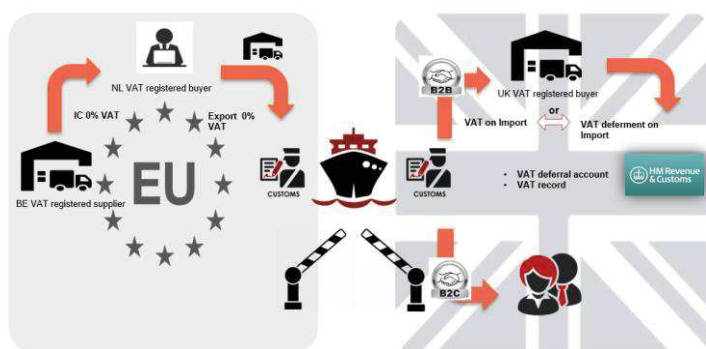 NL VAT registered buyer
IC 0% VAT
Export 0%
VAT
EU
BE VAT registered supplier
CUSTOMS
B2B
UK VAT registered buyer
or
VAT on Import
VAT deferment on
Import
CUSTOMS
• VAT deferral account
• VAT record
HM Revenue
& Customs
B2C